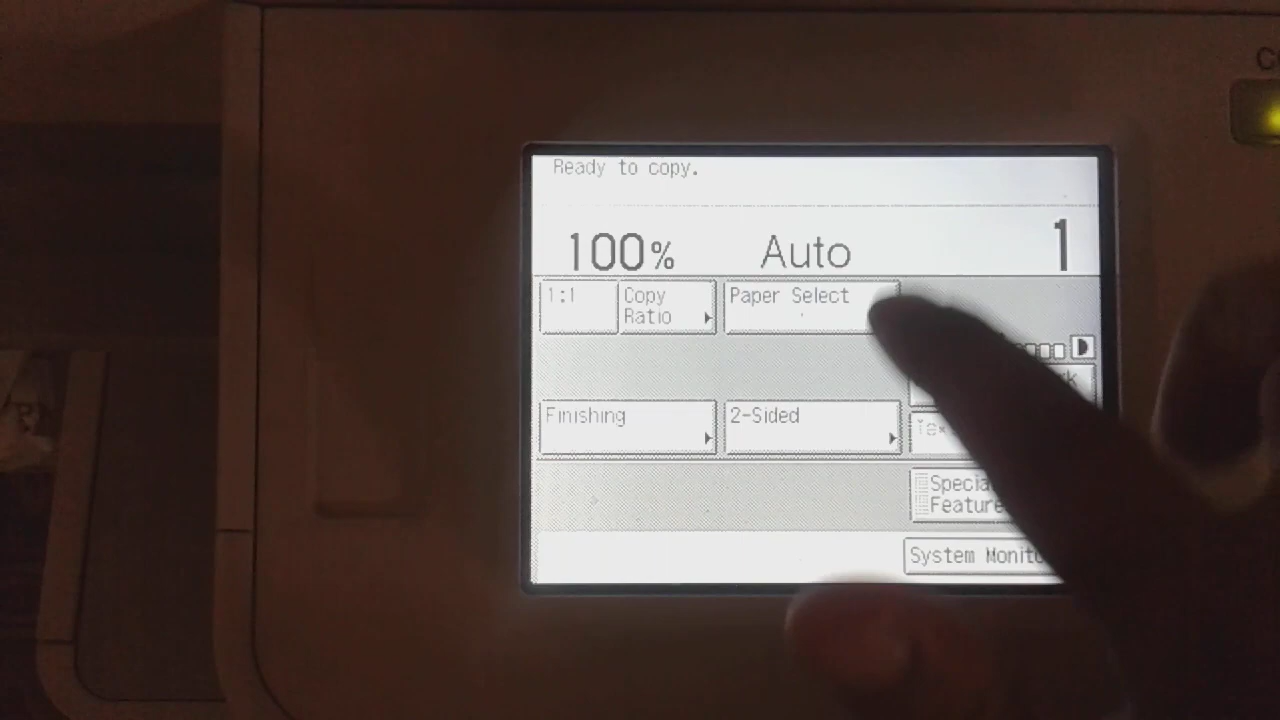 Ready to copy.
100% Auto 1
1:1
Copy
Ratio
Paper Select
Finishing
2-Sided
Special
Features
System Monitor